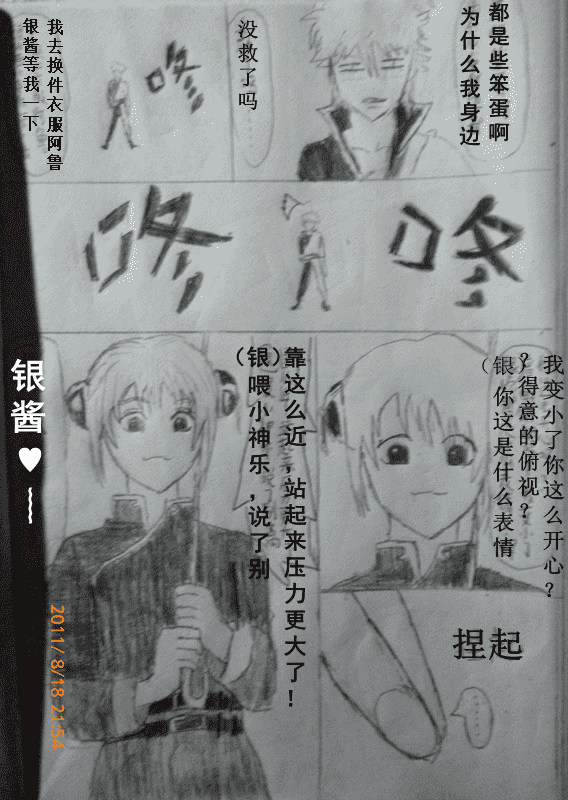 为什么我身边
都是些笨蛋啊
没救了吗
咚
银酱等我一下
我去换件衣服阿鲁
咚
咚
（银 你这是什么表情
？得意的俯视？
我变小了你这么开心？
捏起
……
（银）喂小神乐，说了别
靠这么近，站起来压力更大了！
银酱♥~
2011/ 8/18 21:54